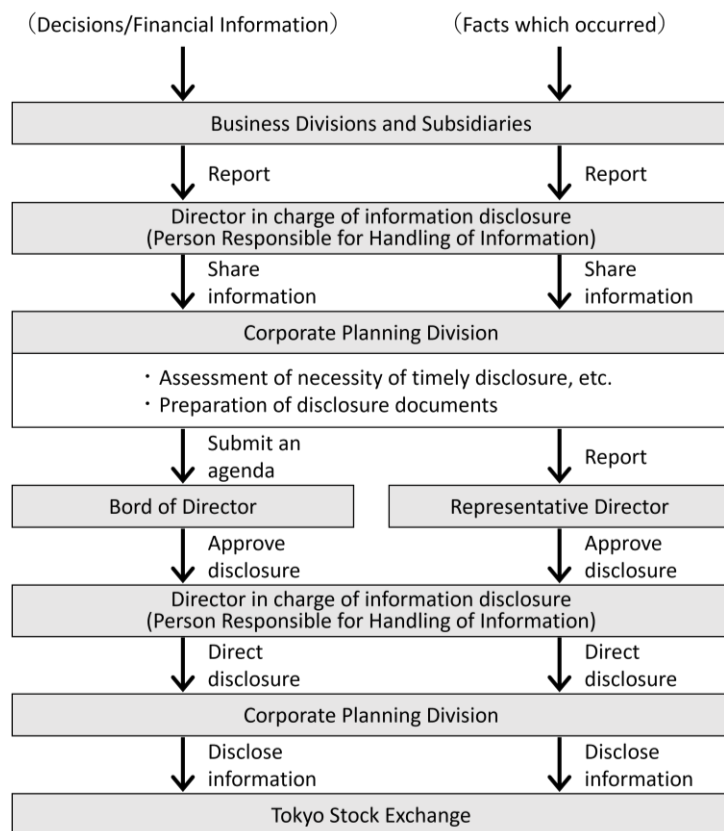 （Decisions/Financial Information）
（Facts which occurred）
Business Divisions and Subsidiaries
Report
Report
Director in charge of information disclosure
(Person Responsible for Handling of Information)
Share
information
Share
information
Corporate Planning Division
・Assessment of necessity of timely disclosure, etc.
・Preparation of disclosure documents
Submit an
agenda
Report
Bord of Director
Representative Director
Approve
disclosure
Approve
disclosure
Director in charge of information disclosure
(Person Responsible for Handling of Information)
Direct
disclosure
Direct
disclosure
Corporate Planning Division
Disclose
information
Disclose
information
Tokyo Stock Exchange